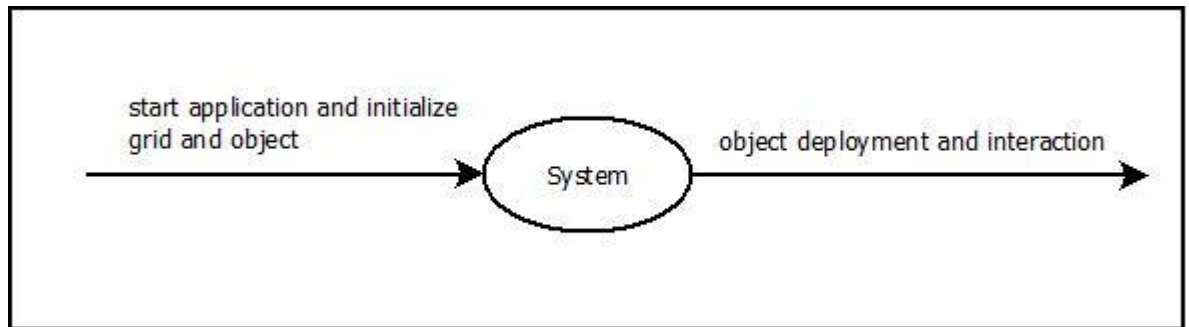 start application and initialize
grid and object
System
object deployment and interaction